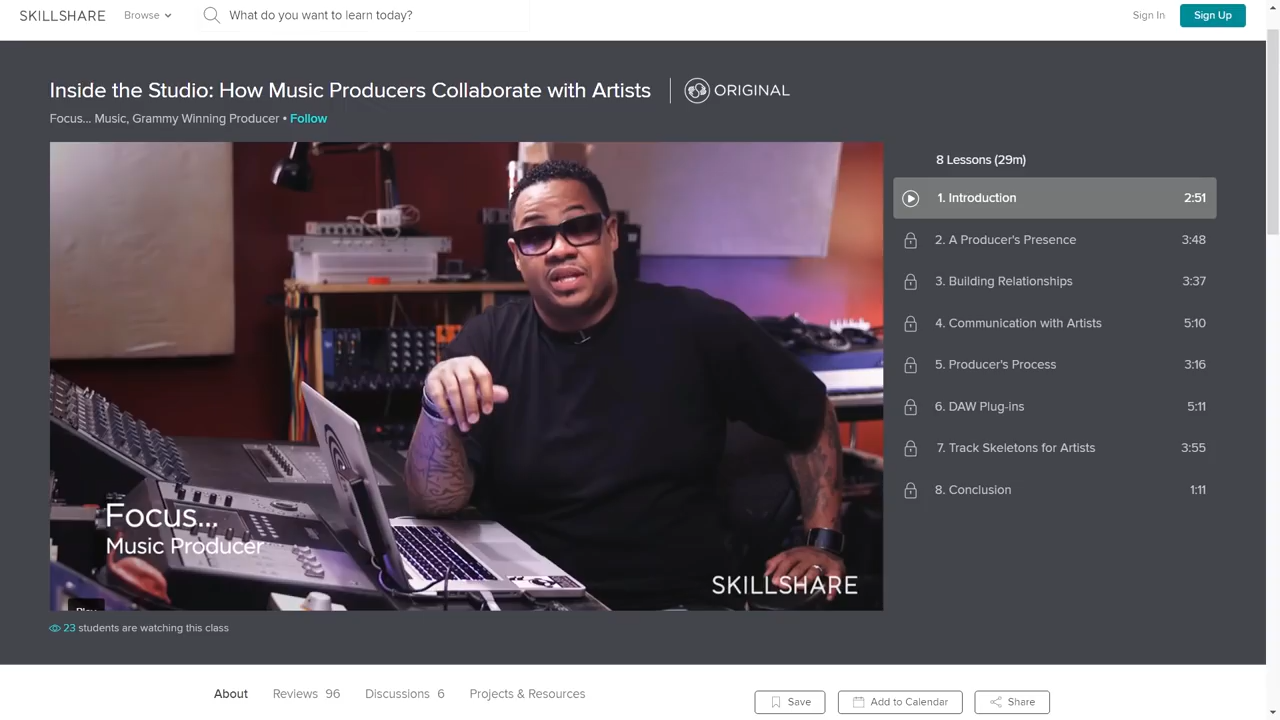 SKILLSHARE
Browse
What do you want to learn today?
Sign In
Sign Up
Inside the Studio: How Music Producers Collaborate with Artists
ORIGINAL
Focus... Music, Grammy Winning Producer • Follow
8 Lessons (29m)
1. Introduction 2:51
2. A Producer's Presence 3:48
3. Building Relationships 3:37
4. Communication with Artists 5:10
5. Producer's Process 3:16
6. DAW Plug-ins 5:11
7. Track Skeletons for Artists 3:55
8. Conclusion 1:11
Focus...
Music Producer
SKILLSHARE
23 students are watching this class
About
Reviews 96
Discussions 6
Projects & Resources
Save
Add to Calendar
Share